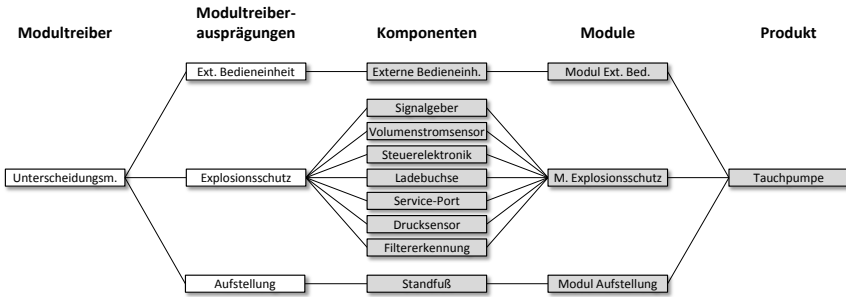 Modultreiber
Modultreiber-
ausprägungen
Komponenten
Module
Produkt
Ext. Bedieneinheit
Externe Bedieneinh.
Modul Ext. Bed.
Signalgeber
Volumenstromsensor
Steuerelektronik
Unterscheidungsm.
Explosionsschutz
Ladebuchse
M. Explosionsschutz
Tauchpumpe
Service-Port
Drucksensor
Filtererkennung
Aufstellung
Standfuß
Modul Aufstellung